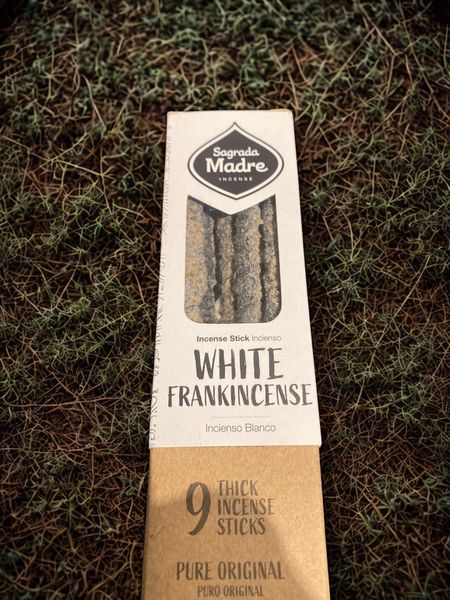 Sagrada
Madre
INCENSE
Incense Stick Incienso
WHITE
FRANKINCENSE
Incienso Blanco
9 THICK
INCENSE
STICKS
PURE ORIGINAL
PURO ORIGINAL